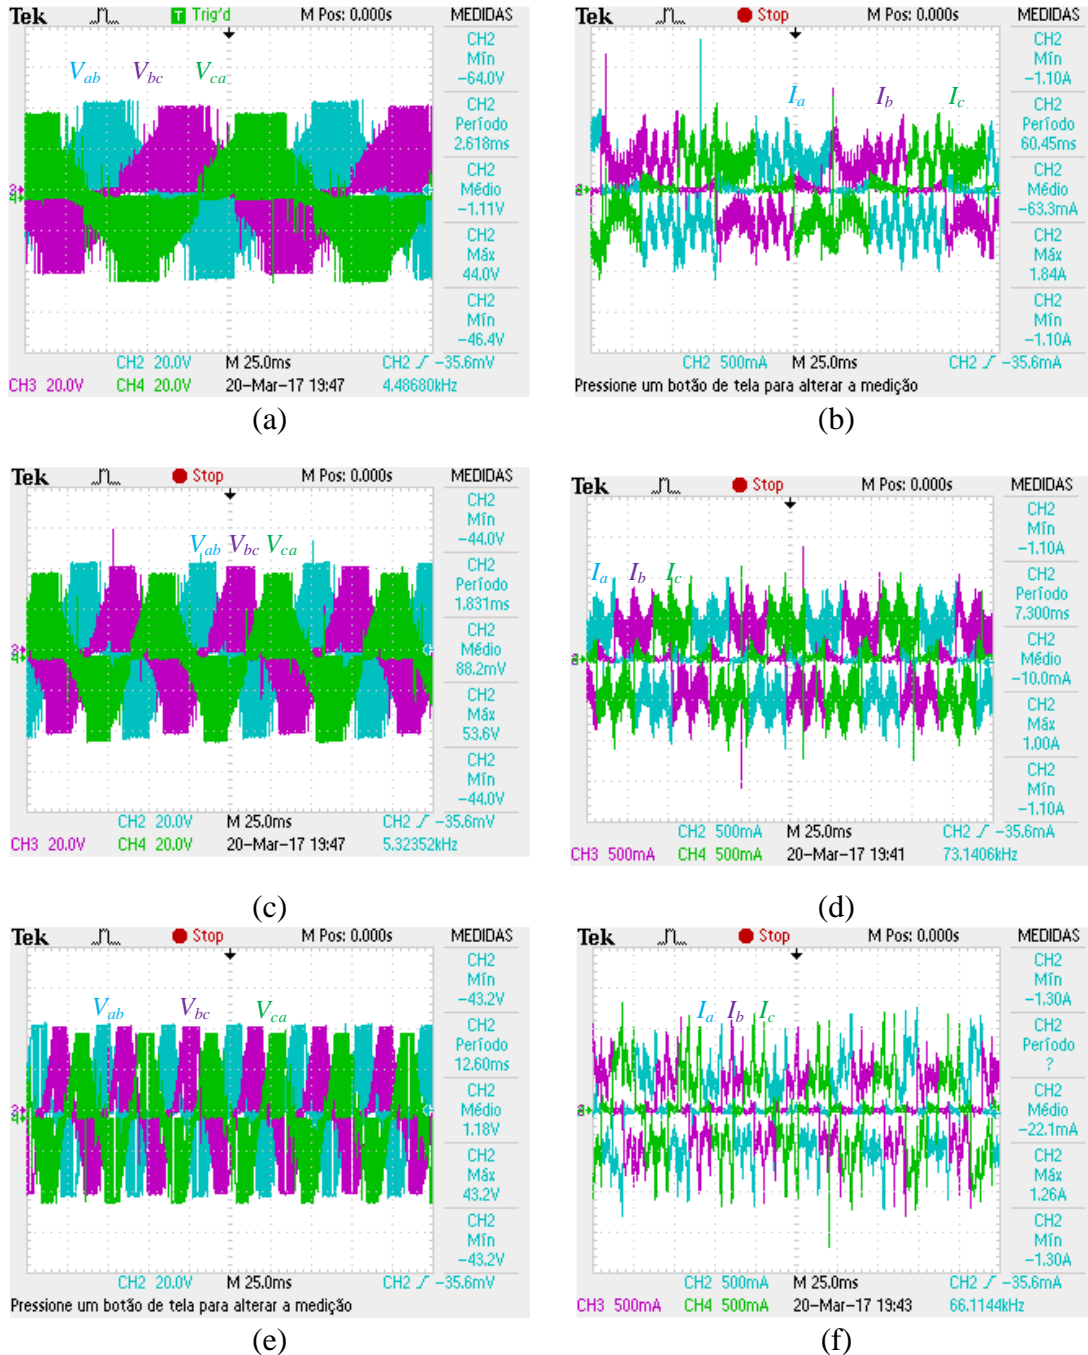 Tek Trig'd M Pos: 0.000s MEDIDAS
Vab Vbc Vca
CH2
Mín
-64.0V
CH2
Período
2.618ms
CH2
Médio
-1.11V
CH2
Máx
44.0V
CH2
Mín
-46.4V
CH2 20.0V M 25.0ms CH2 -35.6mV
CH3 20.0V CH4 20.0V 20-Mar-17 19:47 4.48680kHz
(a)
Tek Stop M Pos: 0.000s MEDIDAS
Ia Ib Ic
CH2
Mín
-1.10A
CH2
Período
60.45ms
CH2
Médio
-63.3mA
CH2
Máx
1.84A
CH2
Mín
-1.10A
CH2 500mA M 25.0ms CH2 -35.6mA
Pressione um botão de tela para alterar a medição
(b)
Tek Stop M Pos: 0.000s MEDIDAS
Vab Vbc Vca
CH2
Mín
-44.0V
CH2
Período
1.831ms
CH2
Médio
88.2mV
CH2
Máx
53.6V
CH2
Mín
-44.0V
CH2 20.0V M 25.0ms CH2 -35.6mV
CH3 20.0V CH4 20.0V 20-Mar-17 19:47 5.32352kHz
(c)
Tek Stop M Pos: 0.000s MEDIDAS
Ia Ib Ic
CH2
Mín
-1.10A
CH2
Período
7.300ms
CH2
Médio
-10.0mA
CH2
Máx
1.00A
CH2
Mín
-1.10A
CH2 500mA M 25.0ms CH2 -35.6mA
CH3 500mA CH4 500mA 20-Mar-17 19:41 73.1406kHz
(d)
Tek Stop M Pos: 0.000s MEDIDAS
Vab Vbc Vca
CH2
Mín
-43.2V
CH2
Período
12.60ms
CH2
Médio
1.18V
CH2
Máx
43.2V
CH2
Mín
-43.2V
CH2 20.0V M 25.0ms CH2 -35.6mV
Pressione um botão de tela para alterar a medição
(e)
Tek Stop M Pos: 0.000s MEDIDAS
Ia Ib Ic
CH2
Mín
-1.30A
CH2
Período
?
CH2
Médio
-22.1mA
CH2
Máx
1.26A
CH2
Mín
-1.30A
CH2 500mA M 25.0ms CH2 -35.6mA
CH3 500mA CH4 500mA 20-Mar-17 19:43 66.1144kHz
(f)